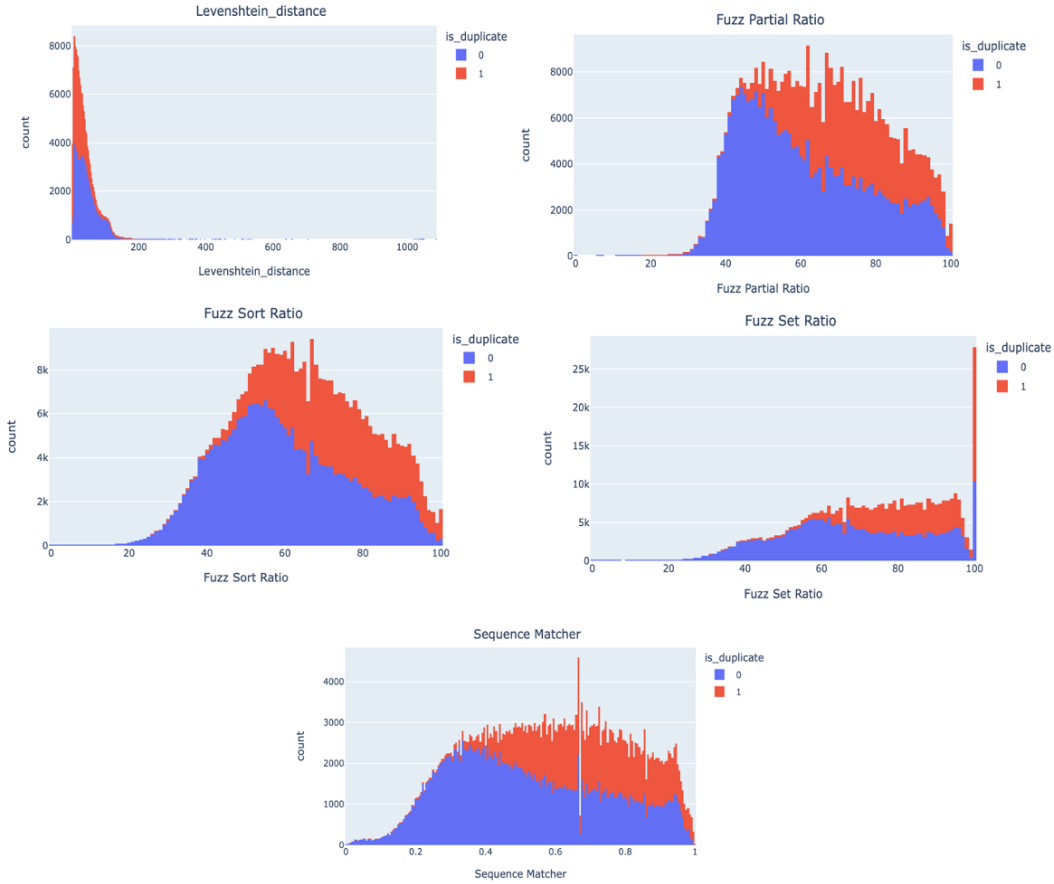 Levenshtein_distance
is_duplicate
0
1
8000
6000
4000
2000
0
count
200
400
600
800
1000
Levenshtein_distance
Fuzz Partial Ratio
is_duplicate
0
1
8000
6000
4000
2000
0
count
0
20
40
60
80
100
Fuzz Partial Ratio
Fuzz Sort Ratio
is_duplicate
0
1
8k
6k
4k
2k
0
count
0
20
40
60
80
100
Fuzz Sort Ratio
Fuzz Set Ratio
is_duplicate
0
1
25k
20k
15k
10k
5k
0
count
0
20
40
60
80
100
Fuzz Set Ratio
Sequence Matcher
is_duplicate
0
1
4000
3000
2000
1000
0
count
0
0.2
0.4
0.6
0.8
1
Sequence Matcher